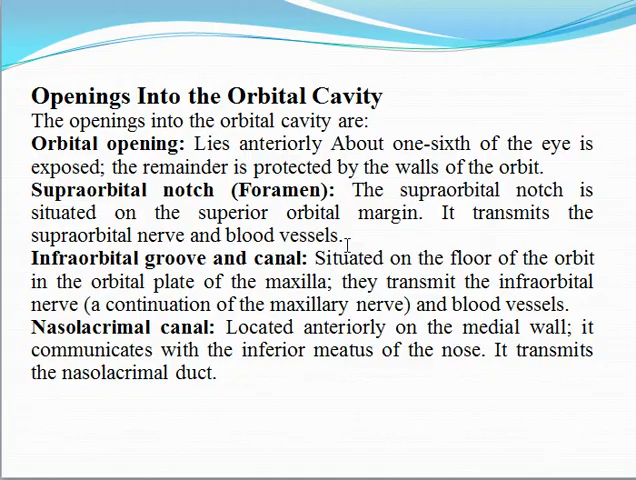 Openings Into the Orbital Cavity
The openings into the orbital cavity are:
Orbital opening: Lies anteriorly About one-sixth of the eye is
exposed; the remainder is protected by the walls of the orbit.
Supraorbital notch (Foramen): The supraorbital notch is
situated on the superior orbital margin. It transmits the
supraorbital nerve and blood vessels.
Infraorbital groove and canal: Situated on the floor of the orbit
in the orbital plate of the maxilla; they transmit the infraorbital
nerve (a continuation of the maxillary nerve) and blood vessels.
Nasolacrimal canal: Located anteriorly on the medial wall; it
communicates with the inferior meatus of the nose. It transmits
the nasolacrimal duct.